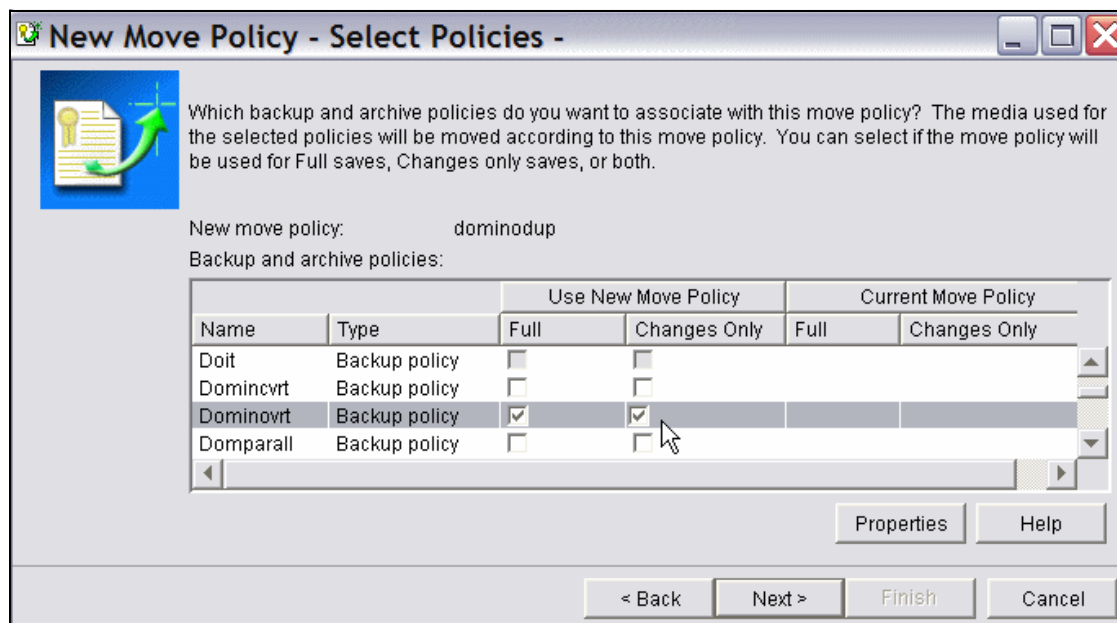 New Move Policy - Select Policies -
Which backup and archive policies do you want to associate with this move policy? The media used for
the selected policies will be moved according to this move policy. You can select if the move policy will
be used for Full saves, Changes only saves, or both.
New move policy: dominodup
Backup and archive policies:
Use New Move Policy Current Move Policy
Name Type Full Changes Only Full Changes Only
Doit Backup policy
Domincvrt Backup policy
Dominovrt Backup policy
Domparall Backup policy
Properties Help
< Back Next > Finish Cancel